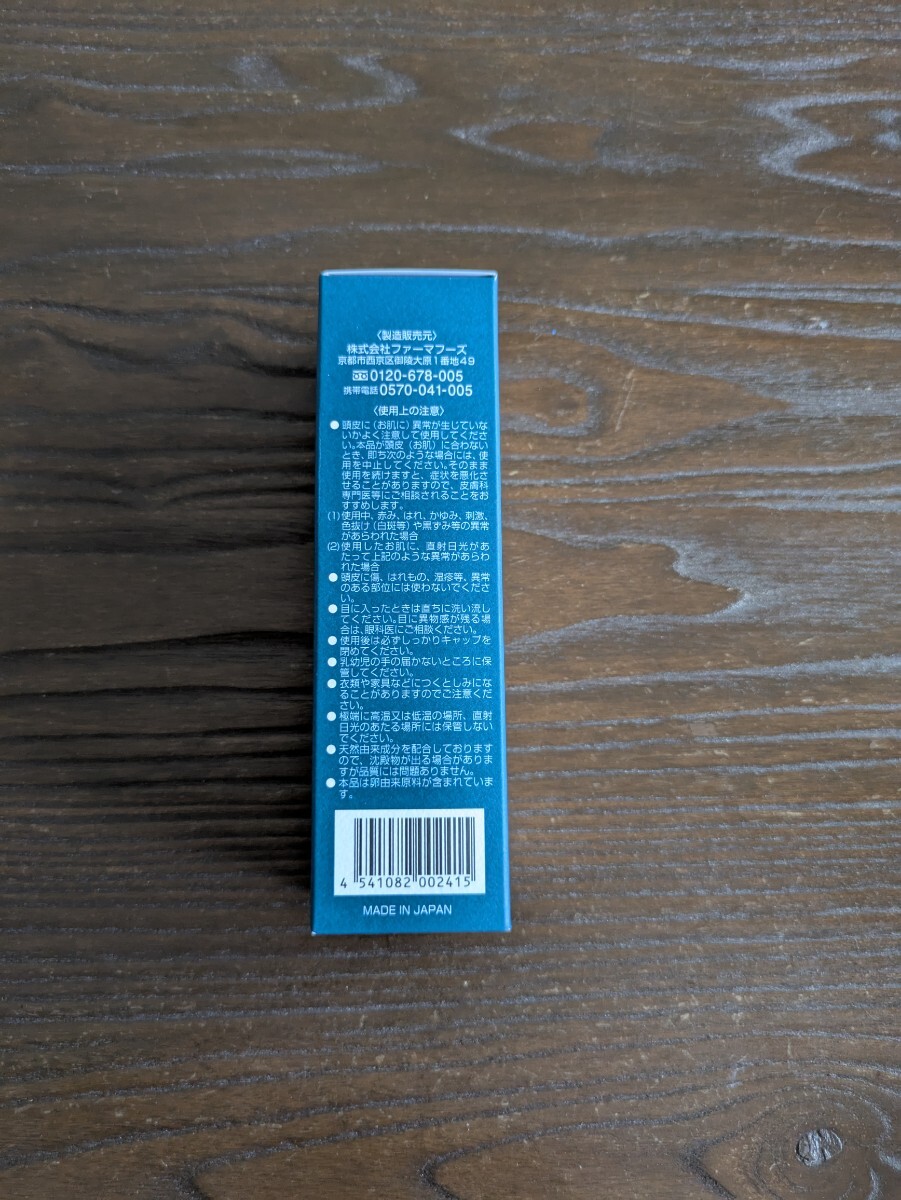 〈製造販売元〉
株式会社ファーマフーズ
京都市西京区御陵大原1番地49
0120-678-005
携帯電話 0570-041-005
〈使用上の注意〉
●頭皮に(お肌に)異常が生じていな
いかよく注意して使用してくださ
い。本品が頭皮(お肌)に合わない
とき、即ち次のような場合には、使
用を中止してください。そのまま
使用を続けますと、症状を悪化さ
せることがありますので、皮膚科
専門医等にご相談されることをお
すすめします。
(1)使用中、赤み、はれ、かゆみ、刺激、
色抜け(白斑等)や黒ずみ等の異常
があらわれた場合
(2)使用したお肌に、直射日光があ
たって上記のような異常があらわ
れた場合
●頭皮に傷、はれもの、湿疹等、異常
のある部位には使わないでくださ
い。
●目に入ったときは直ちに洗い流し
てください。目に異物感が残る場
合は、眼科医にご相談ください。
●使用後は必ずしっかりキャップを
閉めてください。
●乳幼児の手の届かないところに保
管してください。
●衣類や家具などにつくとしみにな
ることがありますのでご注意くだ
さい。
●極端に高温又は低温の場所、直射
日光のあたる場所には保管しない
でください。
●天然由来成分を配合しております
ので、沈殿物が出る場合がありま
すが品質には問題ありません。
●本品は卵由来原料が含まれていま
す。
4 541082 002415
MADE IN JAPAN